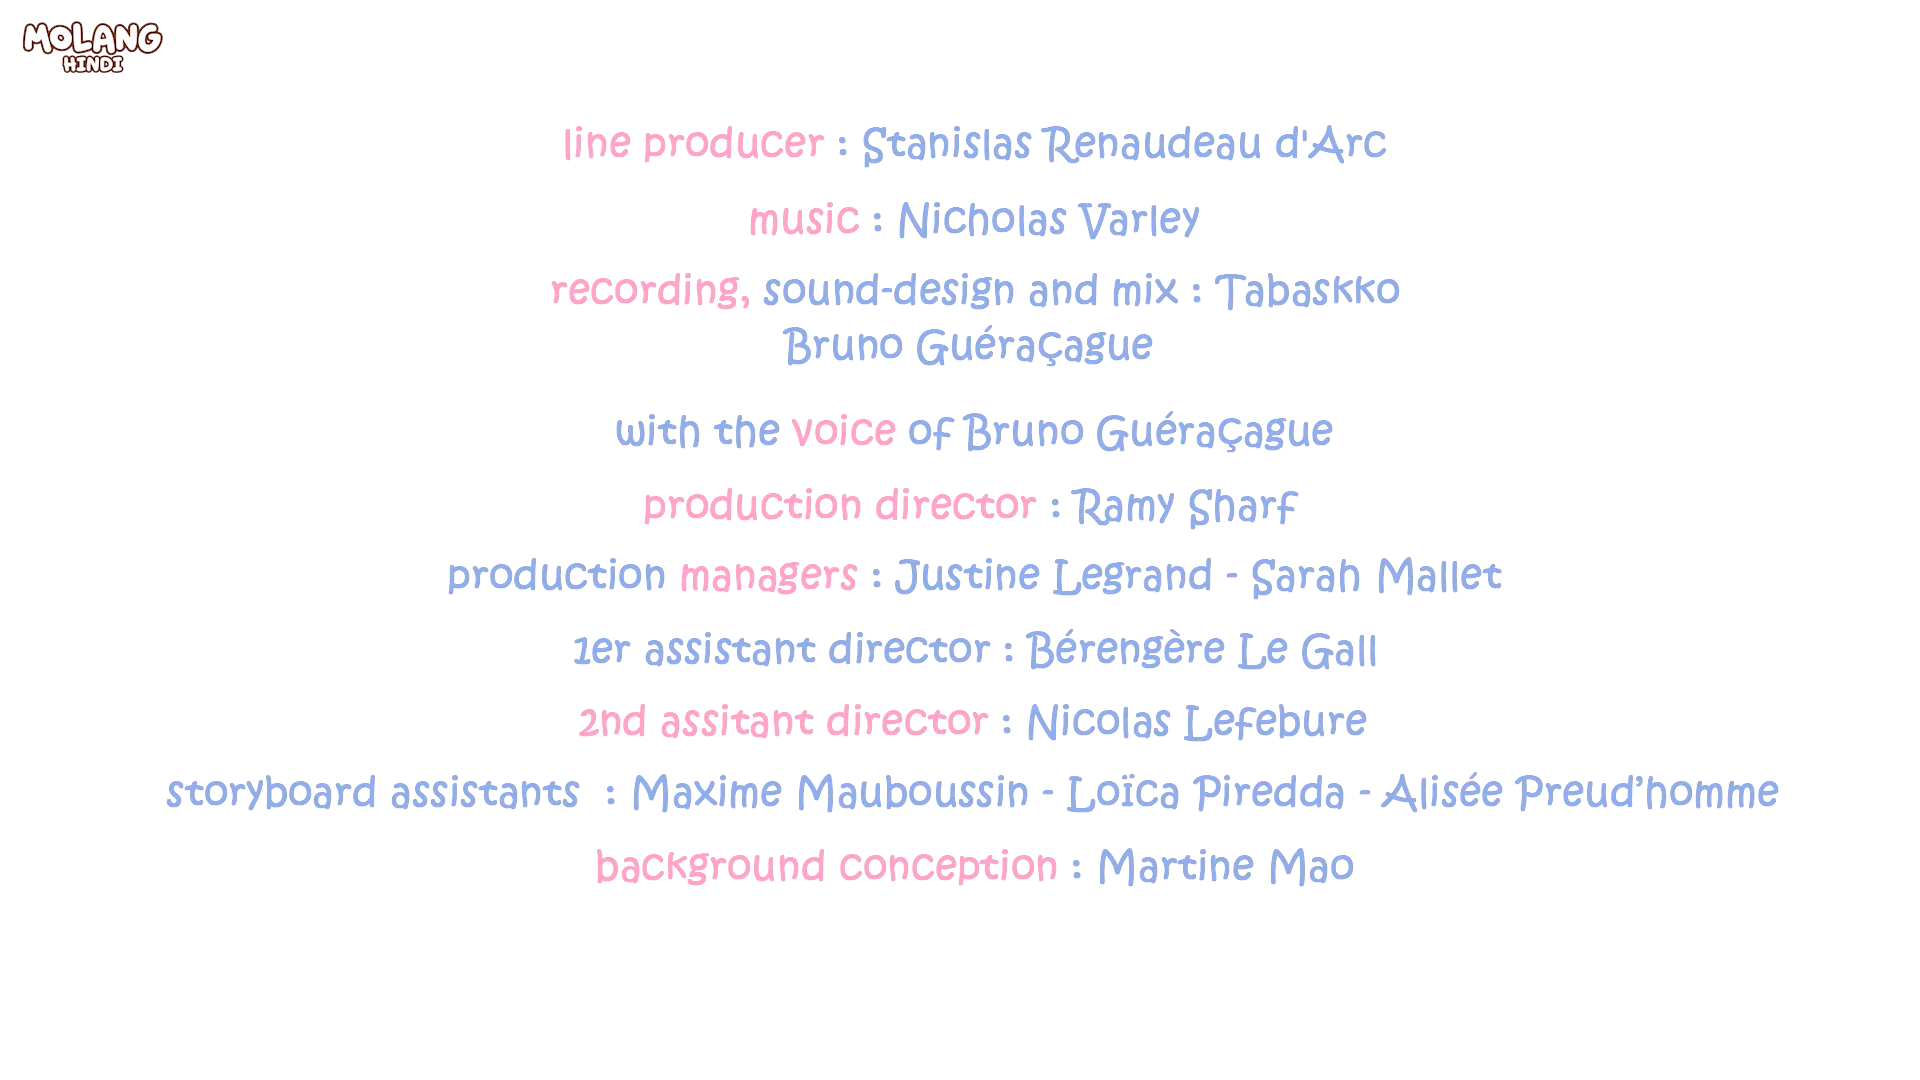 MOLANG
HINDI
line producer : Stanislas Renaudeau d'Arc
music : Nicholas Varley
recording, sound-design and mix : Tabaskko
Bruno Guéraçague
with the voice of Bruno Guéraçague
production director : Ramy Sharf
production managers : Justine Legrand - Sarah Mallet
1er assistant director : Bérengère Le Gall
2nd assitant director : Nicolas Lefebure
storyboard assistants : Maxime Mauboussin - Loïca Piredda - Alisée Preud’homme
background conception : Martine Mao